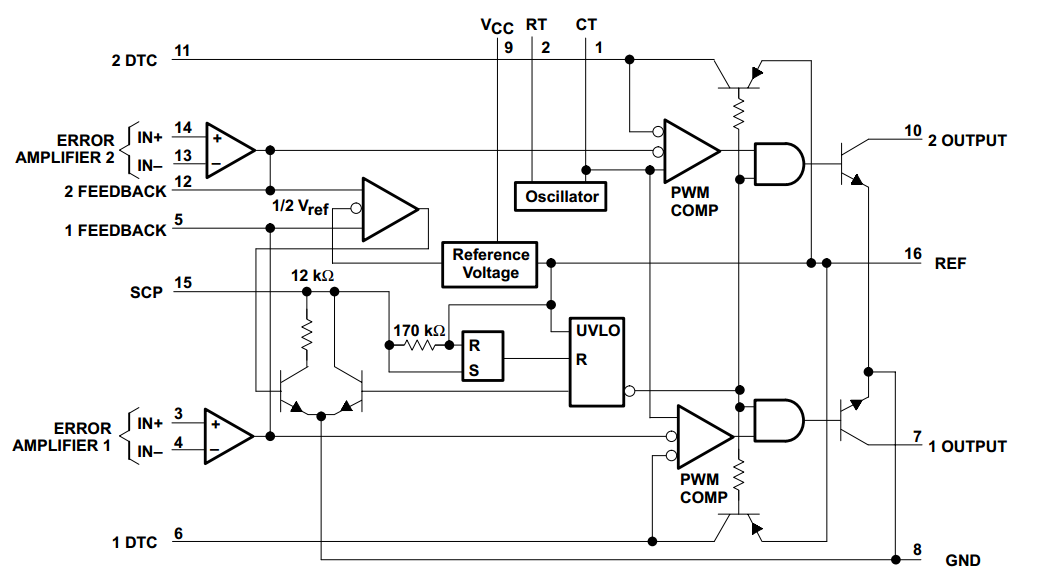 VCC RT CT
9 2 1
2 DTC 11
ERROR
AMPLIFIER 2
IN+ 14
IN– 13
+
–
2 FEEDBACK 12
1/2 Vref
1 FEEDBACK 5
Oscillator
PWM
COMP
10 2 OUTPUT
Reference
Voltage
16 REF
SCP 15
12 kΩ
170 kΩ
R
S
UVLO
R
ERROR
AMPLIFIER 1
IN+ 3
IN– 4
+
–
PWM
COMP
7 1 OUTPUT
1 DTC 6
8 GND